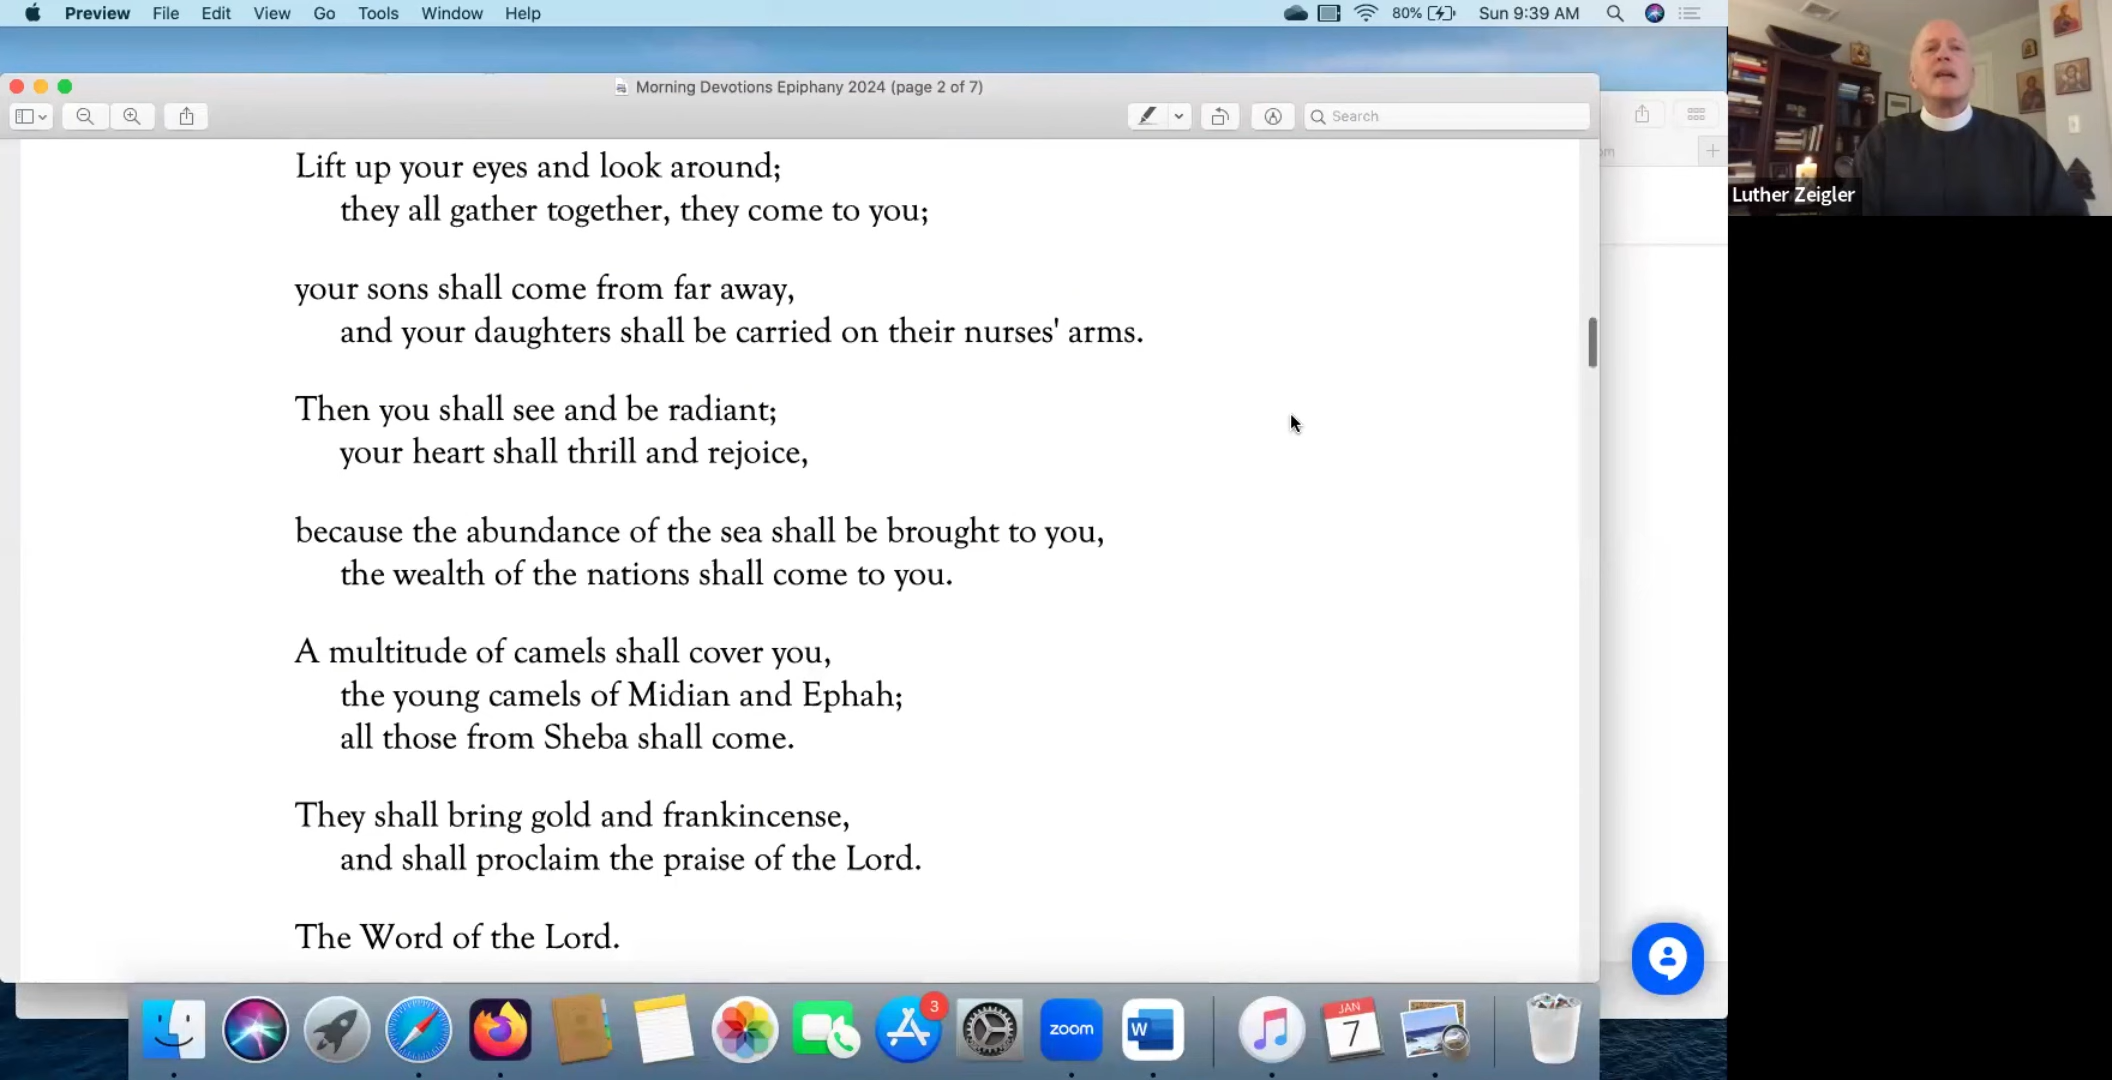 Preview File Edit View Go Tools Window Help 80% Sun 9:39 AM
Morning Devotions Epiphany 2024 (page 2 of 7)
Search
Lift up your eyes and look around;
they all gather together, they come to you;
your sons shall come from far away,
and your daughters shall be carried on their nurses' arms.
Then you shall see and be radiant;
your heart shall thrill and rejoice,
because the abundance of the sea shall be brought to you,
the wealth of the nations shall come to you.
A multitude of camels shall cover you,
the young camels of Midian and Ephah;
all those from Sheba shall come.
They shall bring gold and frankincense,
and shall proclaim the praise of the Lord.
The Word of the Lord.
Luther Zeigler
3
zoom
W
JAN
7